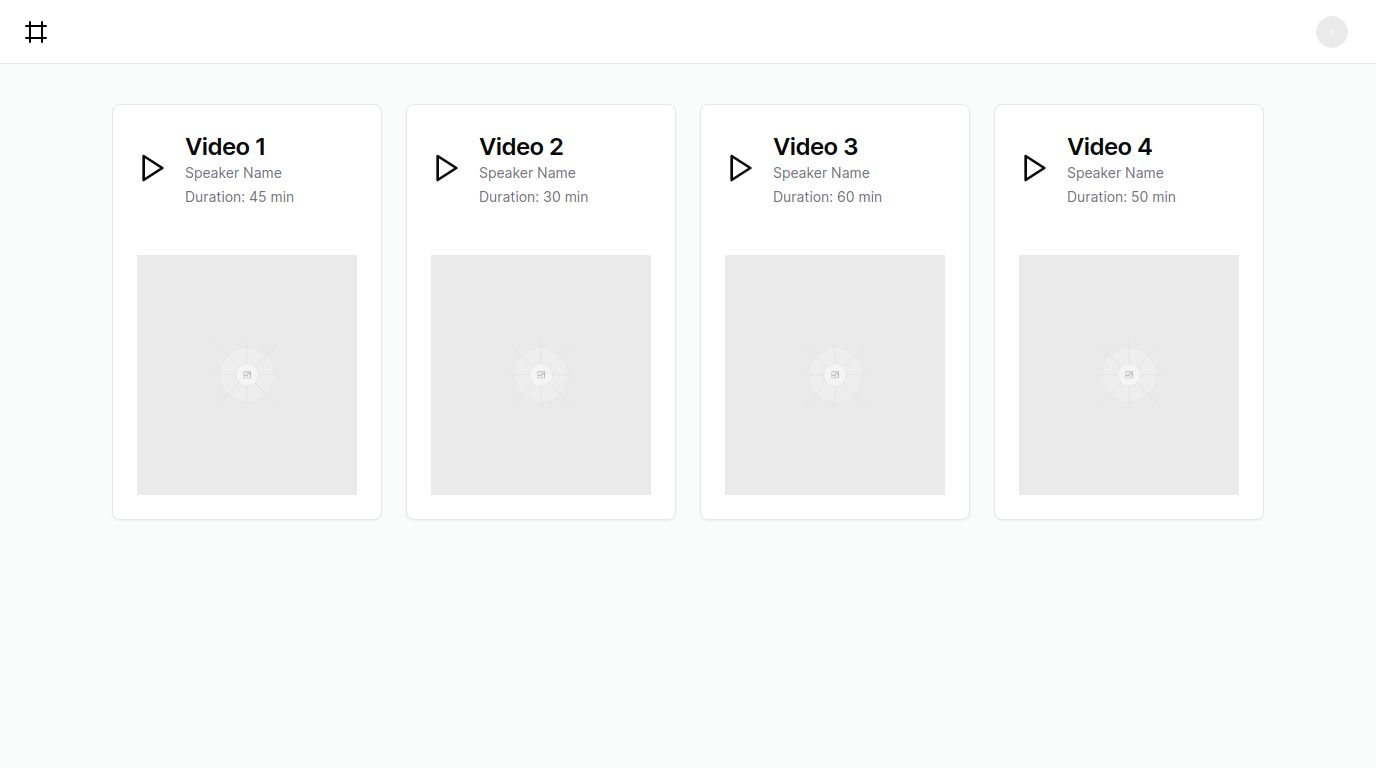 Video 1
Speaker Name
Duration: 45 min
Video 2
Speaker Name
Duration: 30 min
Video 3
Speaker Name
Duration: 60 min
Video 4
Speaker Name
Duration: 50 min